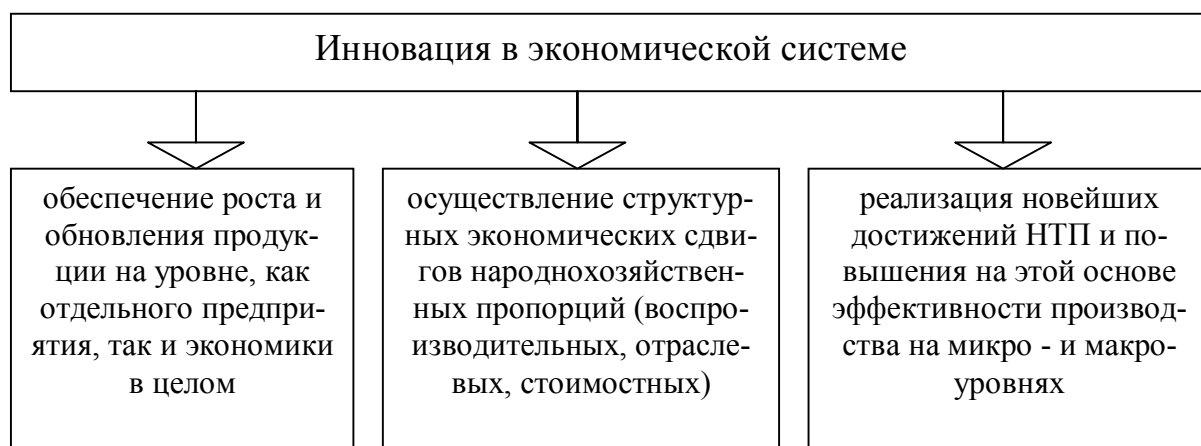 Инновация в экономической системе
обеспечение роста и
обновления продук-
ции на уровне, как
отдельного предпри-
ятия, так и экономики
в целом
осуществление структур-
ных экономических сдви-
гов народнохозяйствен-
ных пропорций (воспро-
изводительных, отрасле-
вых, стоимостных)
реализация новейших
достижений НТП и по-
вышения на этой основе
эффективности производ-
ства на микро - и макро-
уровнях